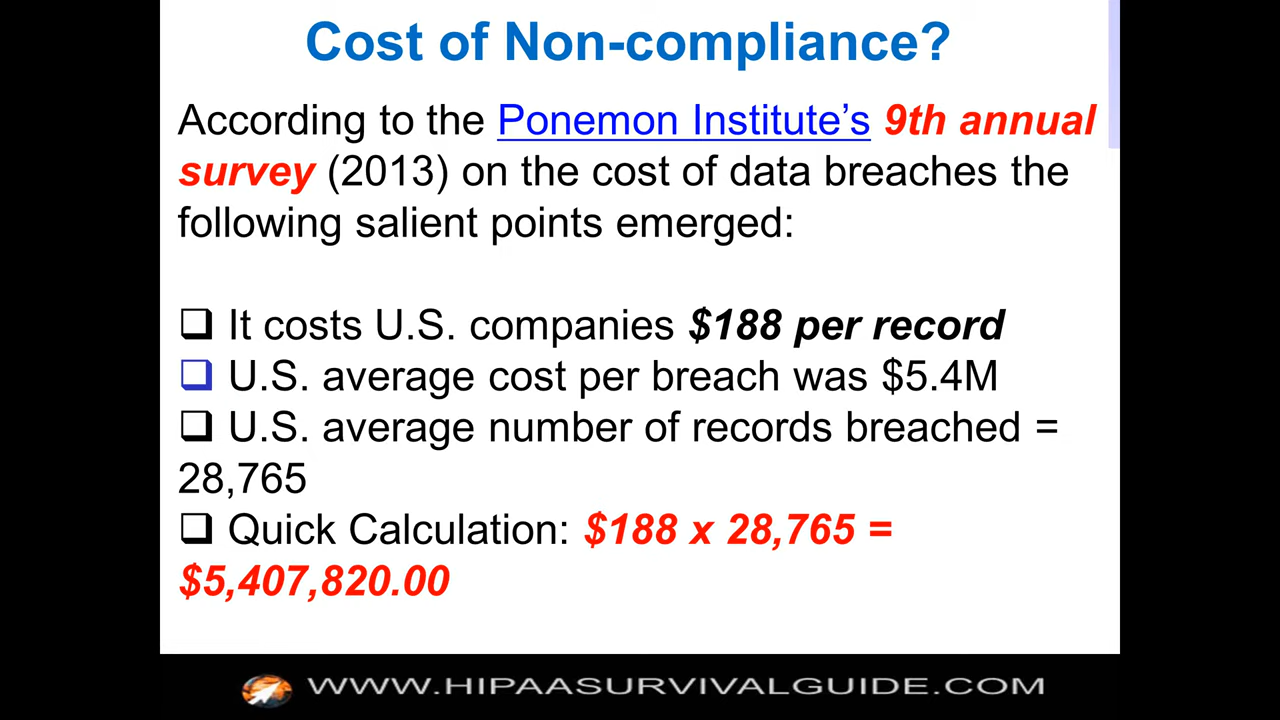 Cost of Non-compliance?
According to the Ponemon Institute’s 9th annual
survey (2013) on the cost of data breaches the
following salient points emerged:
❑ It costs U.S. companies $188 per record
❑ U.S. average cost per breach was $5.4M
❑ U.S. average number of records breached =
28,765
❑ Quick Calculation: $188 x 28,765 =
$5,407,820.00
WWW.HIPAASURVIVALGUIDE.COM